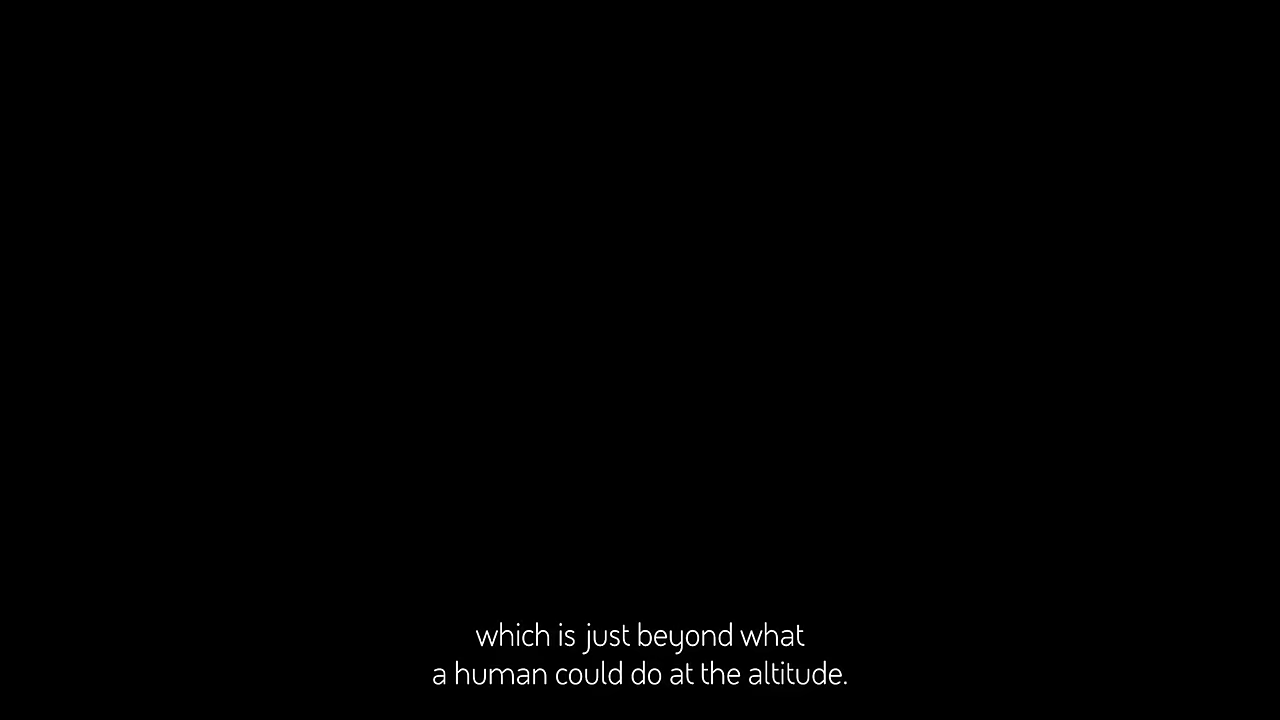 which is just beyond what
a human could do at the altitude.